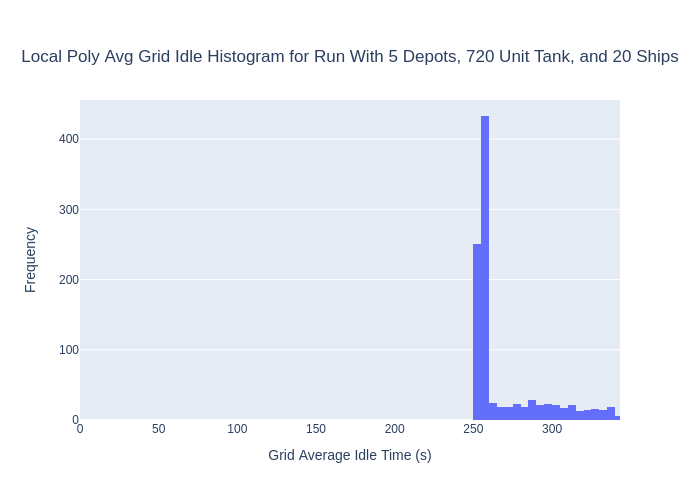 Local Poly Avg Grid Idle Histogram for Run With 5 Depots, 720 Unit Tank, and 20 Ships
400
300
200
100
0
Frequency
0 50 100 150 200 250 300
Grid Average Idle Time (s)